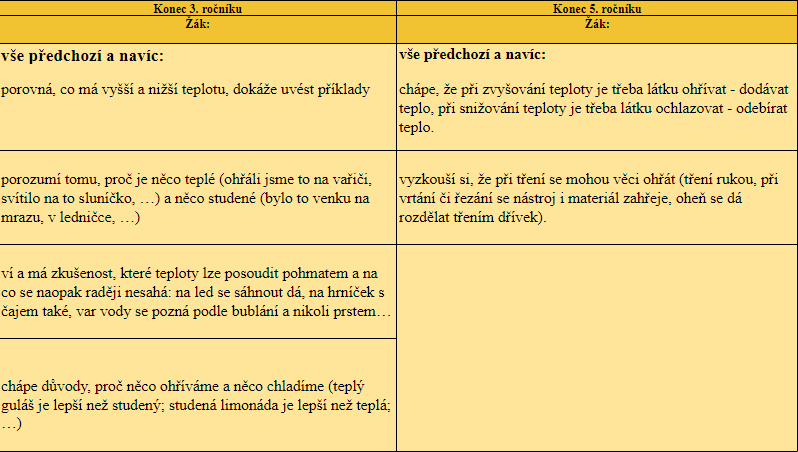 Konec 3. ročníku
Žák:
vše předchozí a navíc:
porovná, co má vyšší a nižší teplotu, dokáže uvést příklady
porozumí tomu, proč je něco teplé (ohřáli jsme to na vařiči,
svítilo na to sluníčko, …) a něco studené (bylo to venku na
mrazu, v ledničce, …)
ví a má zkušenost, které teploty lze posoudit pohmatem a na
co se naopak raději nesahá: na led se sáhnout dá, na hrníček s
čajem také, var vody se pozná podle bublání a nikoli prstem…
chápe důvody, proč něco ohříváme a něco chladíme (teplý
guláš je lepší než studený; studená limonáda je lepší než teplá;
…)
Konec 5. ročníku
Žák:
vše předchozí a navíc:
chápe, že při zvyšování teploty je třeba látku ohřívat - dodávat
teplo, při snižování teploty je třeba látku ochlazovat - odebírat
teplo.
vyzkouší si, že při tření se mohou věci ohřát (tření rukou, při
vrtání či řezání se nástroj i materiál zahřeje, oheň se dá
rozdělat třením dřívek).